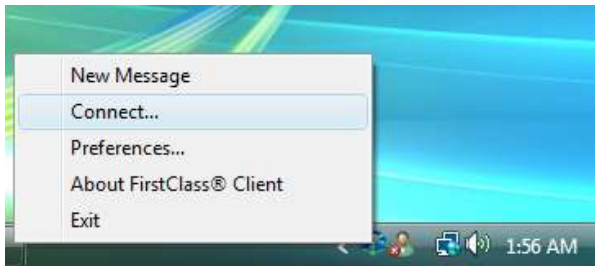 New Message
Connect...
Preferences...
About FirstClass® Client
Exit
1:56 AM